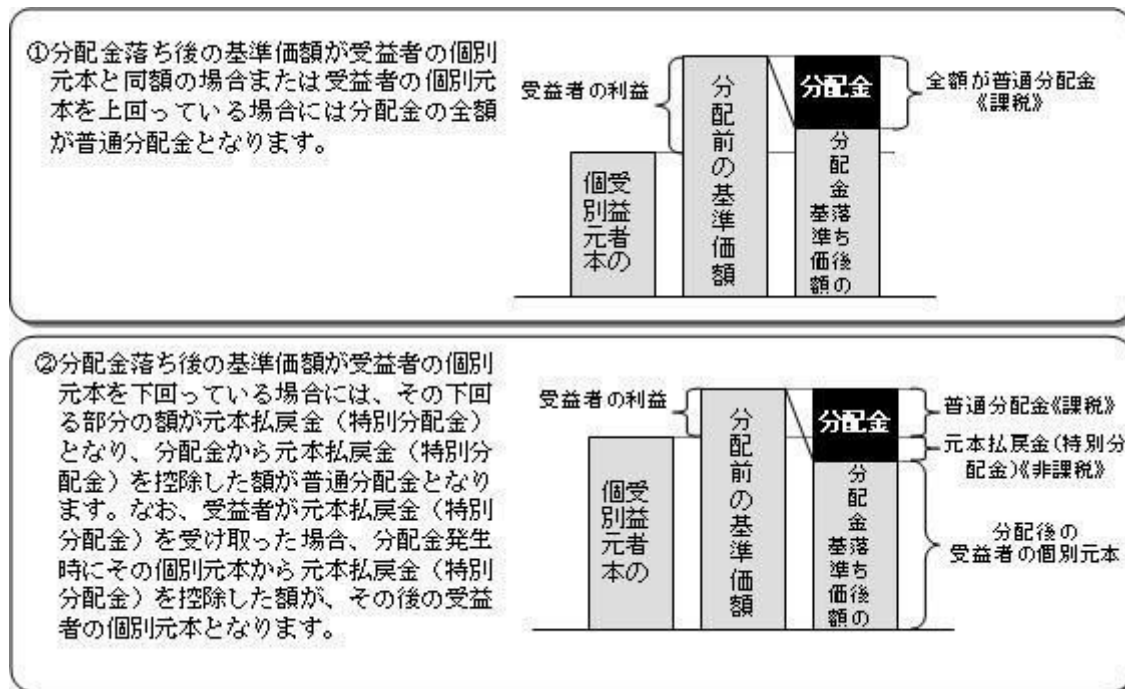 ①分配金落ち後の基準価額が受益者の個別
元本と同額の場合または受益者の個別元
本を上回っている場合には分配金の全額
が普通分配金となります。
受益者の利益
受益者の
個別元本
分配前の基準価額
分配金
分配金落ち後の
基準価額
全額が普通分配金
《課税》
②分配金落ち後の基準価額が受益者の個別
元本を下回っている場合には、その下回
る部分の額が元本払戻金（特別分配金）
となり、分配金から元本払戻金（特別分
配金）を控除した額が普通分配金となり
ます。なお、受益者が元本払戻金（特別
分配金）を受け取った場合、分配金発生
時にその個別元本から元本払戻金（特別
分配金）を控除した額が、その後の受益
者の個別元本となります。
受益者の利益
受益者の
個別元本
分配前の基準価額
分配金
分配金落ち後の
基準価額
普通分配金《課税》
元本払戻金(特別分
配金)《非課税》
分配後の
受益者の個別元本